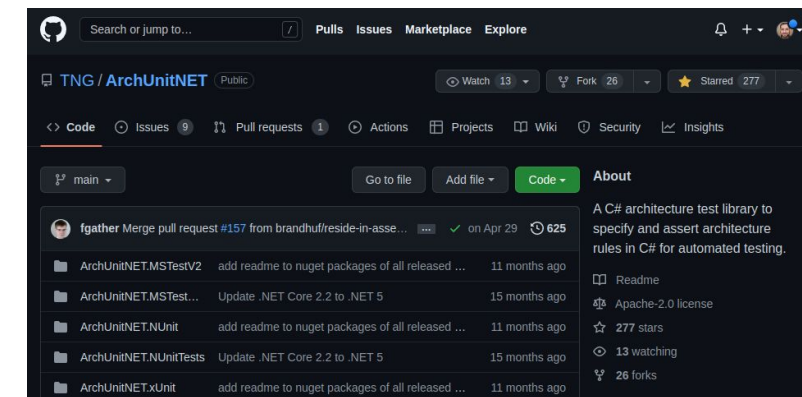 Search or jump to... / Pulls Issues Marketplace Explore
TNG / ArchUnitNET Public Watch 13 Fork 26 Starred 277
Code Issues 9 Pull requests 1 Actions Projects Wiki Security Insights
main Go to file Add file Code About
A C# architecture test library to
specify and assert architecture
rules in C# for automated testing.
fgather Merge pull request #157 from brandhuf/reside-in-asse... ... on Apr 29 625
ArchUnitNET.MSTestV2 add readme to nuget packages of all released ... 11 months ago
ArchUnitNET.MSTest... Update .NET Core 2.2 to .NET 5 15 months ago
ArchUnitNET.NUnit add readme to nuget packages of all released ... 11 months ago
ArchUnitNET.NUnitTests Update .NET Core 2.2 to .NET 5 15 months ago
ArchUnitNET.xUnit add readme to nuget packages of all released ... 11 months ago
Readme
Apache-2.0 license
277 stars
13 watching
26 forks